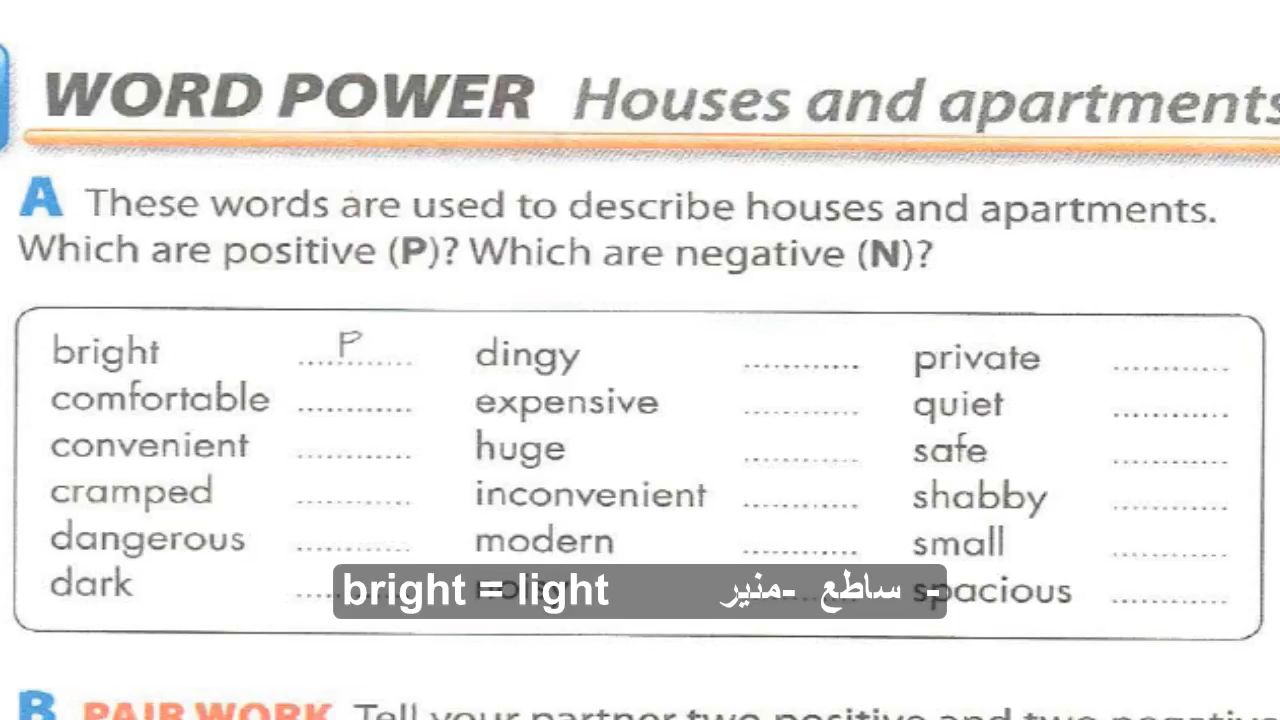 WORD POWER Houses and apartments
A These words are used to describe houses and apartments.
Which are positive (P)? Which are negative (N)?
bright P dingy private
comfortable expensive quiet
convenient huge safe
cramped inconvenient shabby
dangerous modern small
dark spacious
bright = light منير- ساطع -
B PAIR WORK Tell your partner two positive and two negative